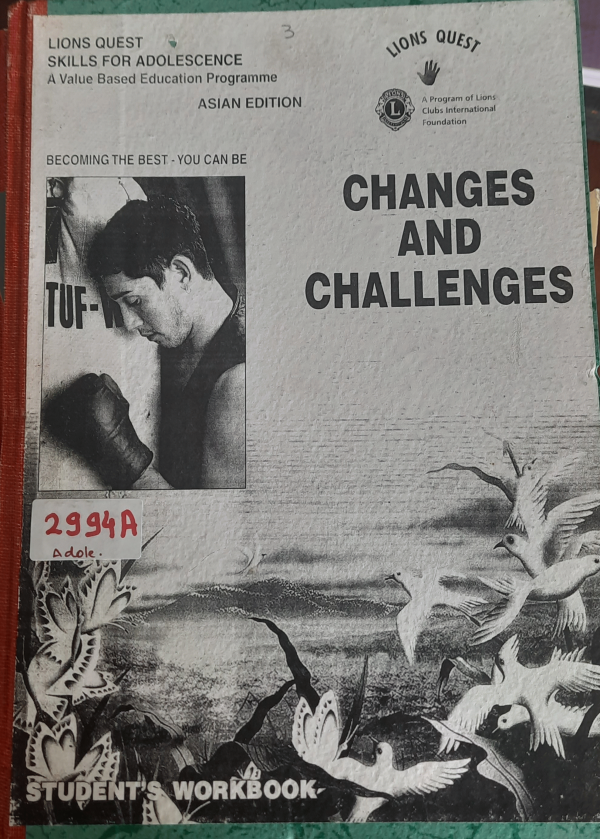 LIONS QUEST
SKILLS FOR ADOLESCENCE
A Value Based Education Programme
ASIAN EDITION
3
LIONS QUEST
L
A Program of Lions
Clubs International
Foundation
BECOMING THE BEST - YOU CAN BE
TUF-
CHANGES
AND
CHALLENGES
2994A
Adole.
STUDENT'S WORKBOOK